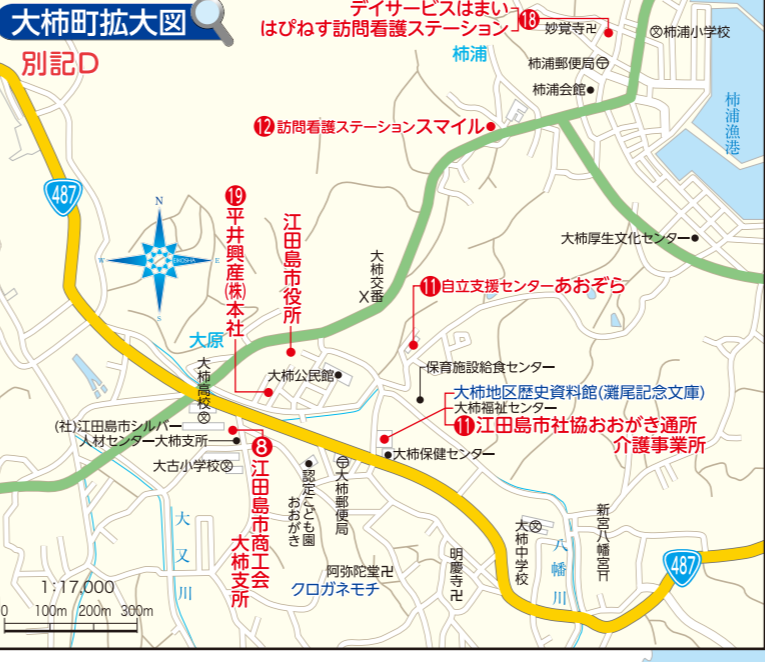 大柿町拡大図
別記D
デイサービスはまい
はぴねす訪問看護ステーション
⑱
妙覚寺卍
柿浦小学校
柿浦
柿浦郵便局
柿浦会館
柿浦漁港
⑫訪問看護ステーションスマイル
487
N
W
E
S
⑲平井興産(株)本社
江田島市役所
大柿交番
X
大柿厚生文化センター
⑪自立支援センターあおぞら
大原
大柿高校
文
大柿公民館
保育施設給食センター
大柿地区歴史資料館(灘尾記念文庫)
大柿福祉センター
⑪江田島市社協おおがき通所
介護事業所
(社)江田島市シルバー
人材センター大柿支所
大柿保健センター
大古小学校文
⑧江田島市商工会
大柿支所
認定こども園
おおがき
大柿郵便局
大又川
阿弥陀堂卍
クロガネモチ
明慶寺卍
大柿中学校
文
八幡川
新宮八幡宮
487
1:17,000
0 100m 200m 300m